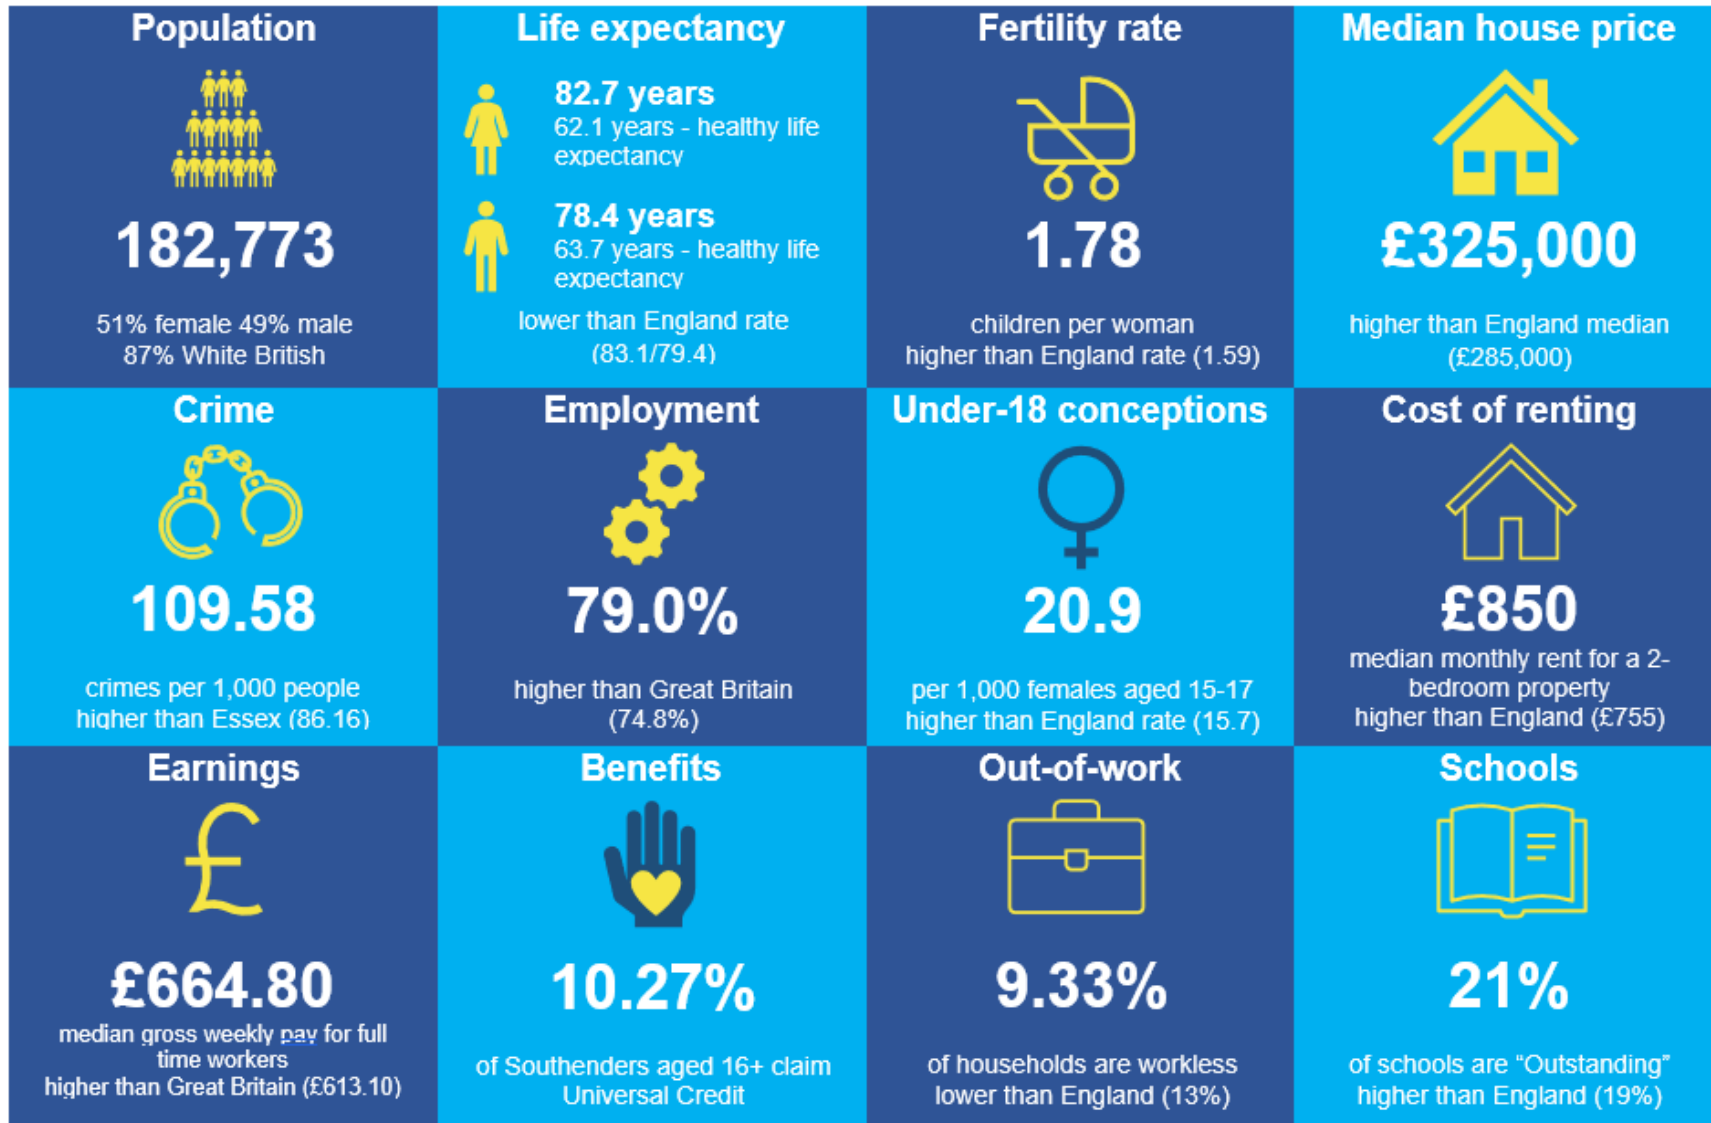 Population
182,773
51% female 49% male
87% White British
Life expectancy
82.7 years
62.1 years - healthy life
expectancy
78.4 years
63.7 years - healthy life
expectancy
lower than England rate
(83.1/79.4)
Fertility rate
1.78
children per woman
higher than England rate (1.59)
Median house price
£325,000
higher than England median
(£285,000)
Crime
109.58
crimes per 1,000 people
higher than Essex (86.16)
Employment
79.0%
higher than Great Britain
(74.8%)
Under-18 conceptions
20.9
per 1,000 females aged 15-17
higher than England rate (15.7)
Cost of renting
£850
median monthly rent for a 2-
bedroom property
higher than England (£755)
Earnings
£
£664.80
median gross weekly pay for full
time workers
higher than Great Britain (£613.10)
Benefits
10.27%
of Southenders aged 16+ claim
Universal Credit
Out-of-work
9.33%
of households are workless
lower than England (13%)
Schools
21%
of schools are “Outstanding”
higher than England (19%)